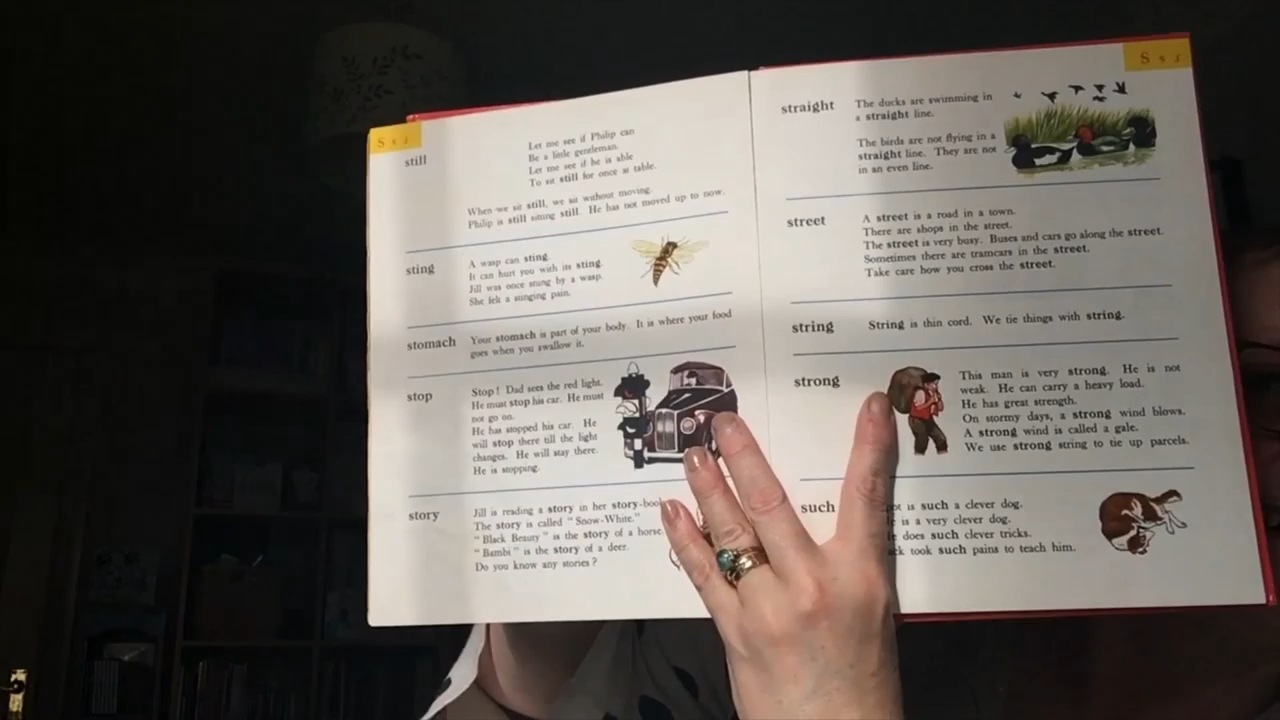 S s s
still
Let me see if Philip can
Be a little gentleman.
Let me see if he is able
To sit still for once at table.
When we sit still, we sit without moving.
Philip is still sitting still. He has not moved up to now.
sting
A wasp can sting.
It can hurt you with its sting.
Jill was once stung by a wasp.
She felt a stinging pain.
stomach
Your stomach is part of your body. It is where your food
goes when you swallow it.
stop
Stop! Dad sees the red light.
He must stop his car. He must
not go on.
He has stopped his car. He
will stop there till the light
changes. He will stay there.
He is stopping.
story
Jill is reading a story in her story-book
The story is called "Snow-White."
"Black Beauty" is the story of a horse.
"Bambi" is the story of a deer.
Do you know any stories?
S s s
straight
The ducks are swimming in
a straight line.
The birds are not flying in a
straight line. They are not
in an even line.
street
A street is a road in a town.
There are shops in the street.
The street is very busy. Buses and cars go along the street.
Sometimes there are tramcars in the street.
Take care how you cross the street.
string
String is thin cord. We tie things with string.
strong
This man is very strong. He is not
weak. He can carry a heavy load.
He has great strength.
On stormy days, a strong wind blows.
A strong wind is called a gale.
We use strong string to tie up parcels.
such
is such a clever dog.
is a very clever dog.
does such clever tricks.
took such pains to teach him.